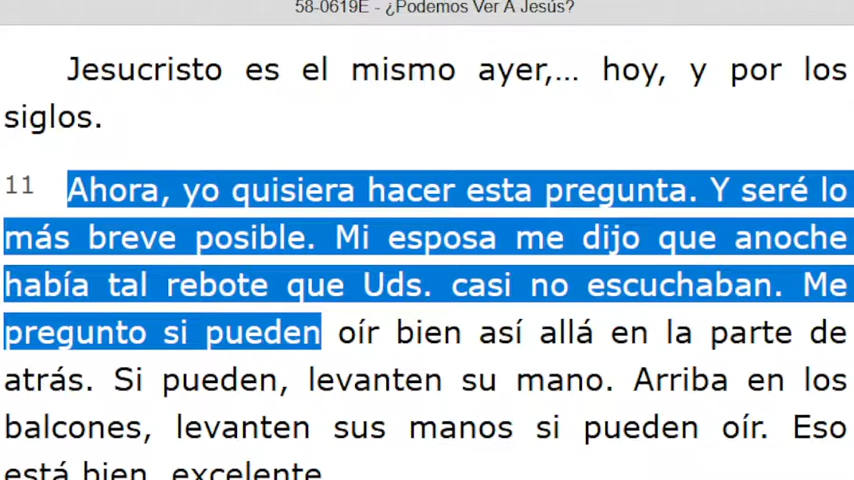 58-0619E - ¿Podemos Ver A Jesús?
Jesucristo es el mismo ayer,... hoy, y por los
siglos.
11 Ahora, yo quisiera hacer esta pregunta. Y seré lo
más breve posible. Mi esposa me dijo que anoche
había tal rebote que Uds. casi no escuchaban. Me
pregunto si pueden oír bien así allá en la parte de
atrás. Si pueden, levanten su mano. Arriba en los
balcones, levanten sus manos si pueden oír. Eso
está bien, excelente.